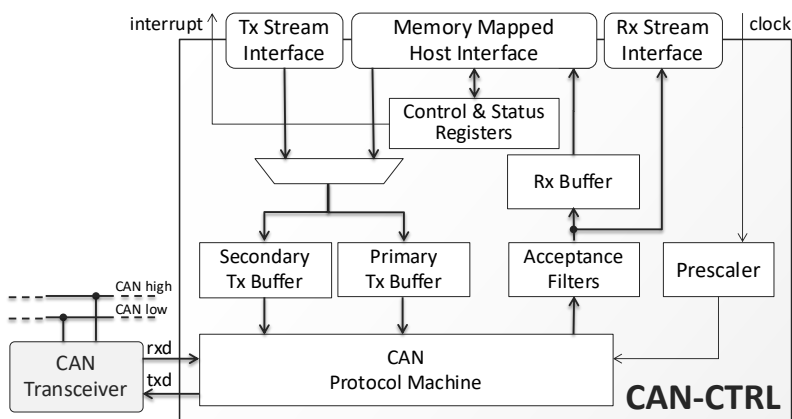 interrupt
Tx Stream
Interface
Memory Mapped
Host Interface
Rx Stream
Interface
clock
Control & Status
Registers
Rx Buffer
Secondary
Tx Buffer
Primary
Tx Buffer
Acceptance
Filters
Prescaler
CAN high
CAN low
CAN
Transceiver
rxd
txd
CAN
Protocol Machine
CAN-CTRL